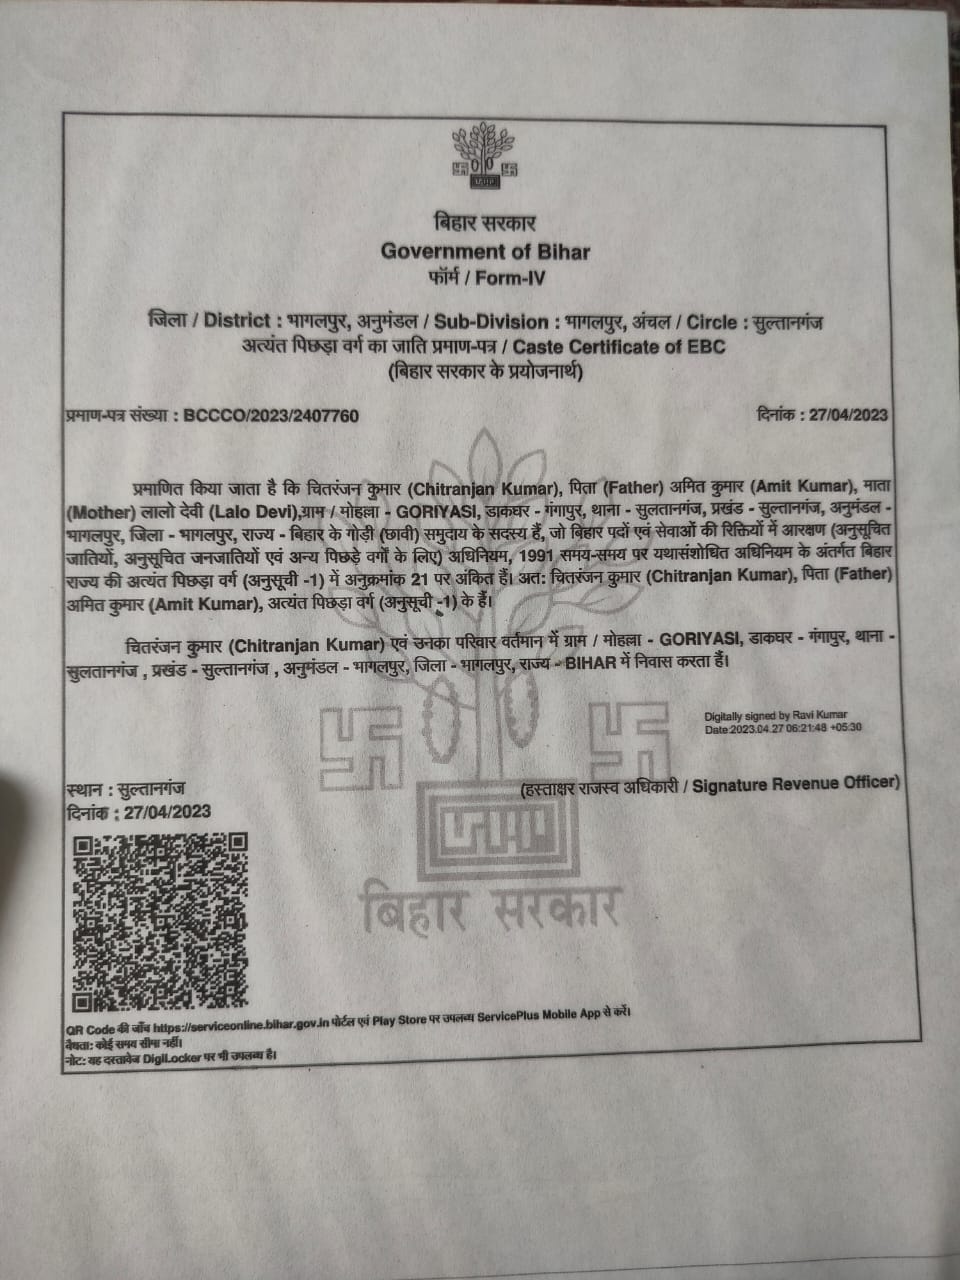 बिहार सरकार
Government of Bihar
फॉर्म / Form-IV
जिला / District : भागलपुर, अनुमंडल / Sub-Division : भागलपुर, अंचल / Circle : सुल्तानगंज
अत्यंत पिछड़ा वर्ग का जाति प्रमाण-पत्र / Caste Certificate of EBC
(बिहार सरकार के प्रयोजनार्थ)
प्रमाण-पत्र संख्या : BCCCO/2023/2407760 दिनांक : 27/04/2023
प्रमाणित किया जाता है कि चितरंजन कुमार (Chitranjan Kumar), पिता (Father) अमित कुमार (Amit Kumar), माता
(Mother) लालो देवी (Lalo Devi),ग्राम / मोहल्ला - GORIYASI, डाकघर - गंगापुर, थाना - सुलतानगंज, प्रखंड - सुल्तानगंज, अनुमंडल -
भागलपुर, जिला - भागलपुर, राज्य - बिहार के गोड़ी (छावी) समुदाय के सदस्य हैं, जो बिहार पदों एवं सेवाओं की रिक्तियों में आरक्षण (अनुसूचित
जातियों, अनुसूचित जनजातियों एवं अन्य पिछड़े वर्गों के लिए) अधिनियम, 1991 समय-समय पर यथासंशोधित अधिनियम के अंतर्गत बिहार
राज्य की अत्यंत पिछड़ा वर्ग (अनुसूची -1) में अनुक्रमांक 21 पर अंकित हैं। अत: चितरंजन कुमार (Chitranjan Kumar), पिता (Father)
अमित कुमार (Amit Kumar), अत्यंत पिछड़ा वर्ग (अनुसूची -1) के हैं।
चितरंजन कुमार (Chitranjan Kumar) एवं उनका परिवार वर्तमान में ग्राम / मोहल्ला - GORIYASI, डाकघर - गंगापुर, थाना -
सुलतानगंज , प्रखंड - सुल्तानगंज , अनुमंडल - भागलपुर, जिला - भागलपुर, राज्य - BIHAR में निवास करता हैं।
Digitally signed by Ravi Kumar
Date:2023.04.27 06:21:48 +05:30
स्थान : सुल्तानगंज (हस्ताक्षर राजस्व अधिकारी / Signature Revenue Officer)
दिनांक : 27/04/2023
बिहार सरकार
QR Code की जाँच https://serviceonline.bihar.gov.in पोर्टल एवं Play Store पर उपलब्ध ServicePlus Mobile App से करें।
वैधता: कोई समय सीमा नहीं।
नोट: यह दस्तावेज DigiLocker पर भी उपलब्ध है।